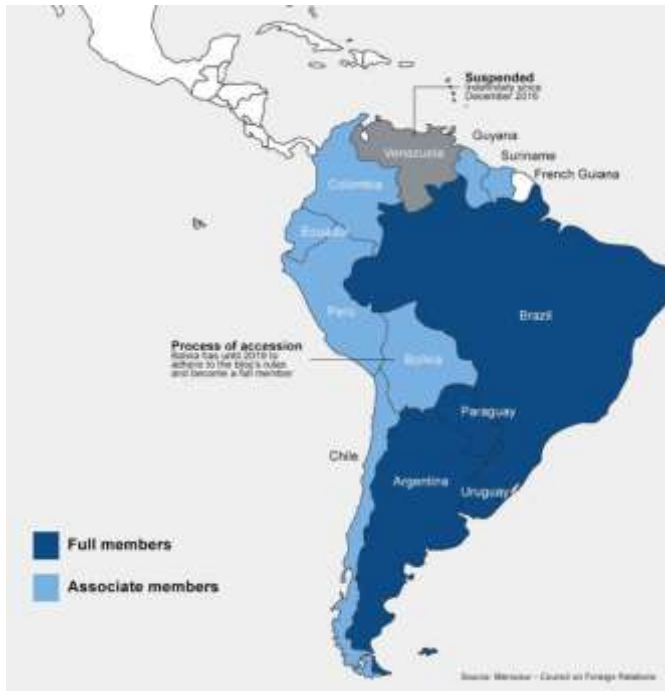 Suspended
Indefinitely since
December 2016
Guyana
Suriname
French Guiana
Venezuela
Colombia
Ecuador
Peru
Brazil
Process of accession
Bolivia has until 2019 to
adhere to the bloc's rules
and become a full member
Bolivia
Paraguay
Chile
Argentina
Uruguay
Full members
Associate members
Source: Mercosur - Council on Foreign Relations